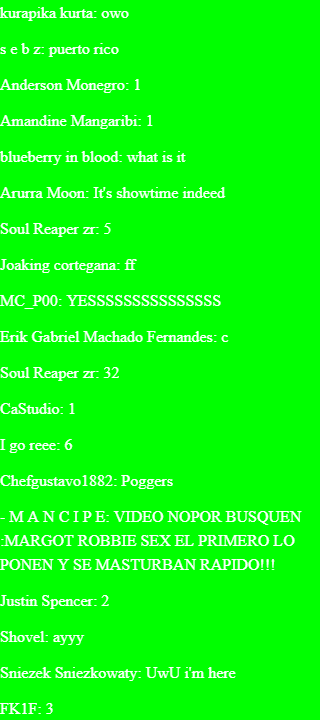 kurapika kurta: owo
s e b z: puerto rico
Anderson Monegro: 1
Amandine Mangaribi: 1
blueberry in blood: what is it
Arurra Moon: It's showtime indeed
Soul Reaper zr: 5
Joaking cortegana: ff
MC_P00: YESSSSSSSSSSSSSSS
Erik Gabriel Machado Fernandes: c
Soul Reaper zr: 32
CaStudio: 1
I go reee: 6
Chefgustavo1882: Poggers
- M A N C I P E: VIDEO NOPOR BUSQUEN
:MARGOT ROBBIE SEX EL PRIMERO LO
PONEN Y SE MASTURBAN RAPIDO!!!
Justin Spencer: 2
Shovel: ayyy
Sniezek Sniezkowaty: UwU i'm here
FK1F: 3